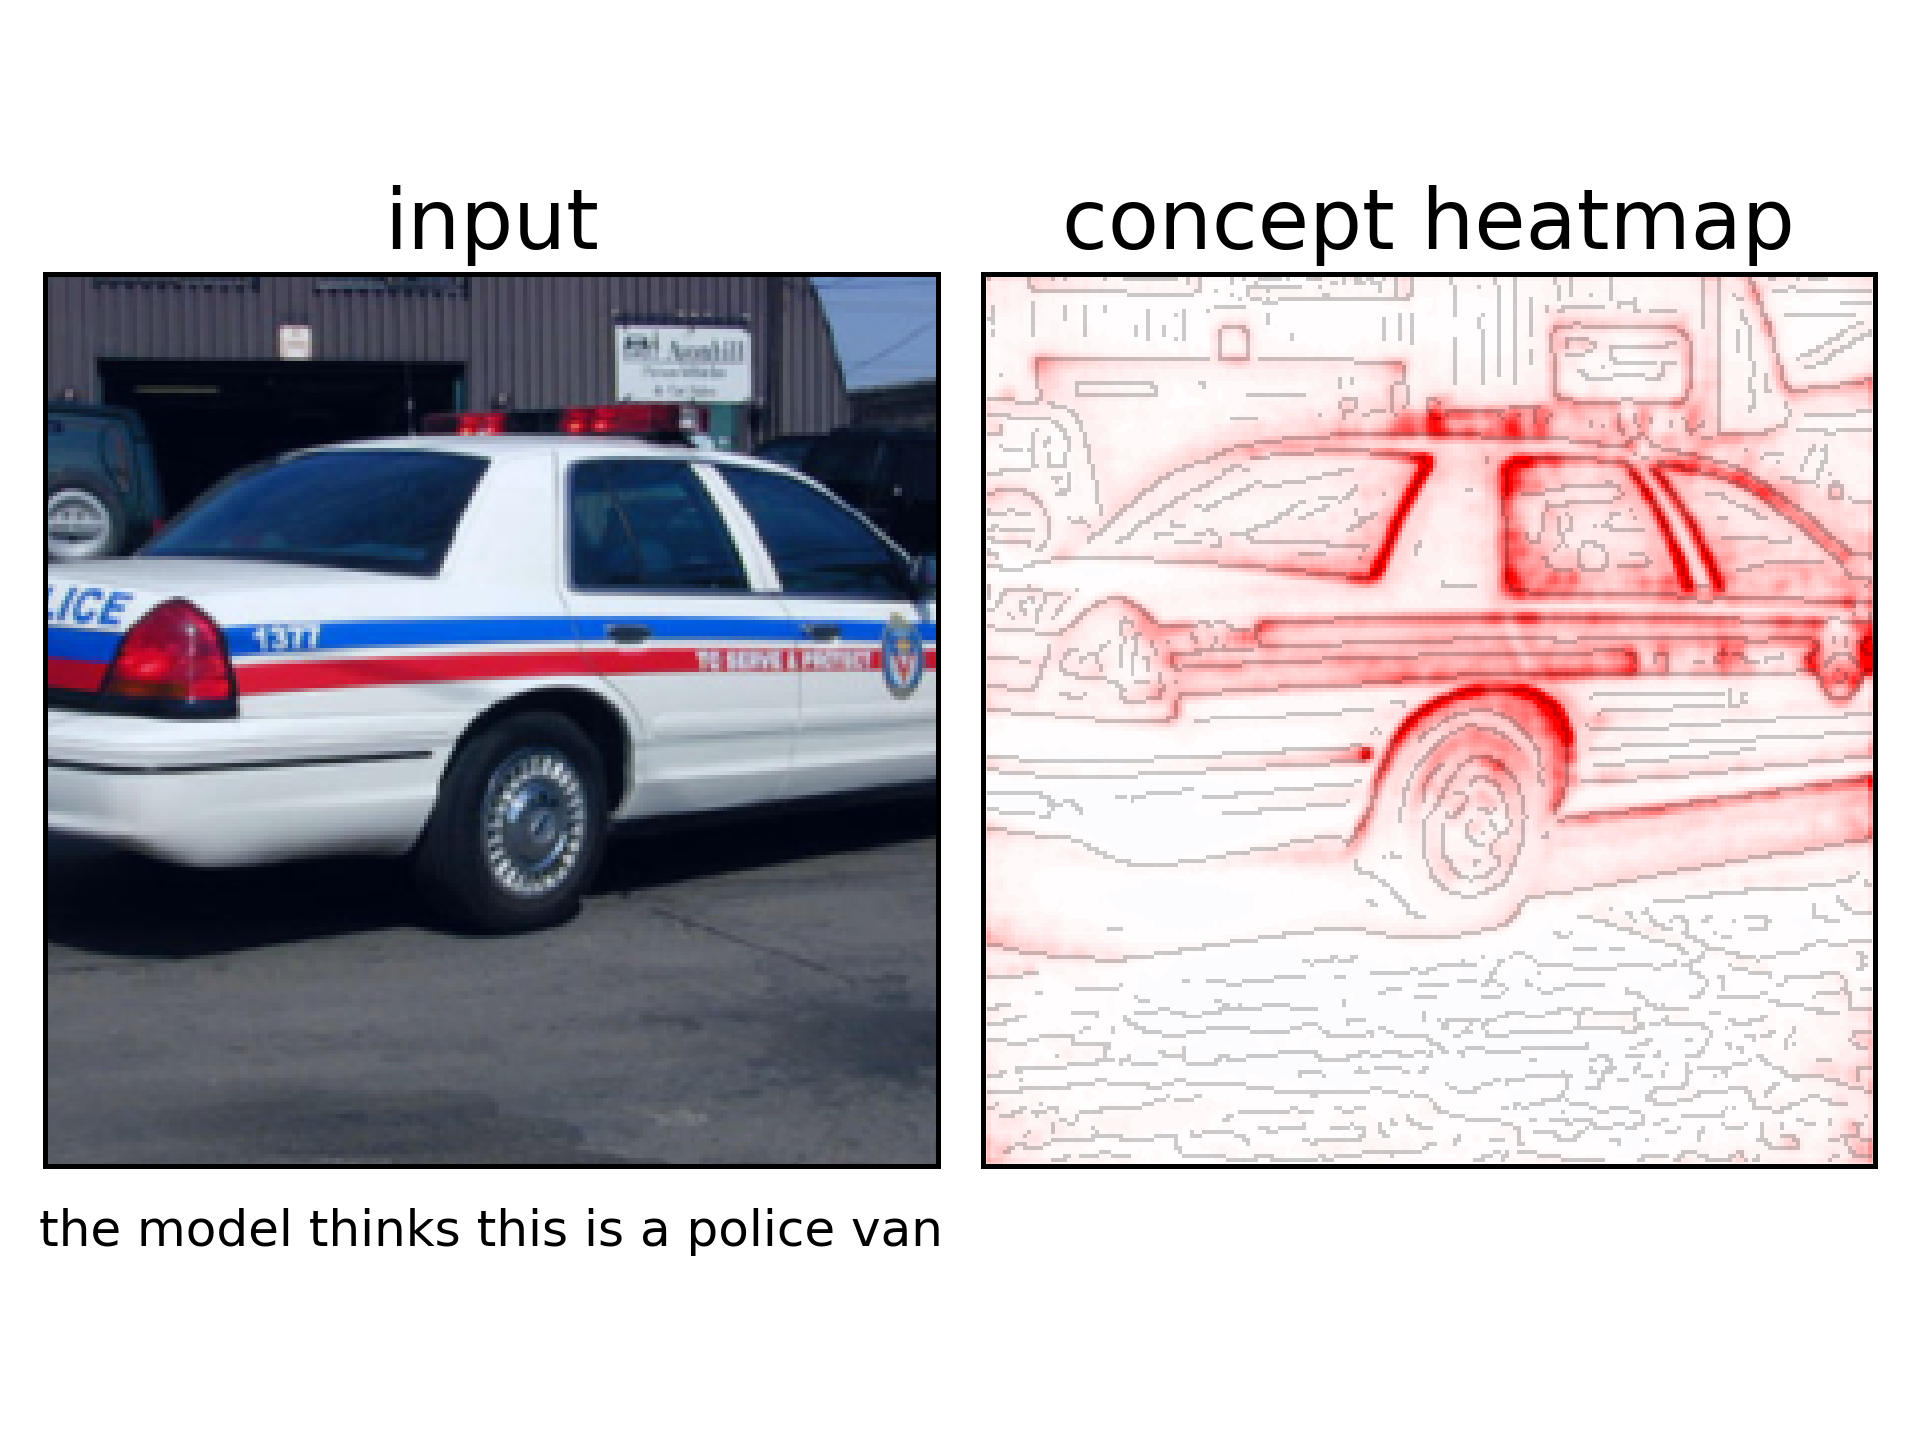 input
concept heatmap
Avonhill
LICE
1377
TO SERVE & PROTECT
the model thinks this is a police van